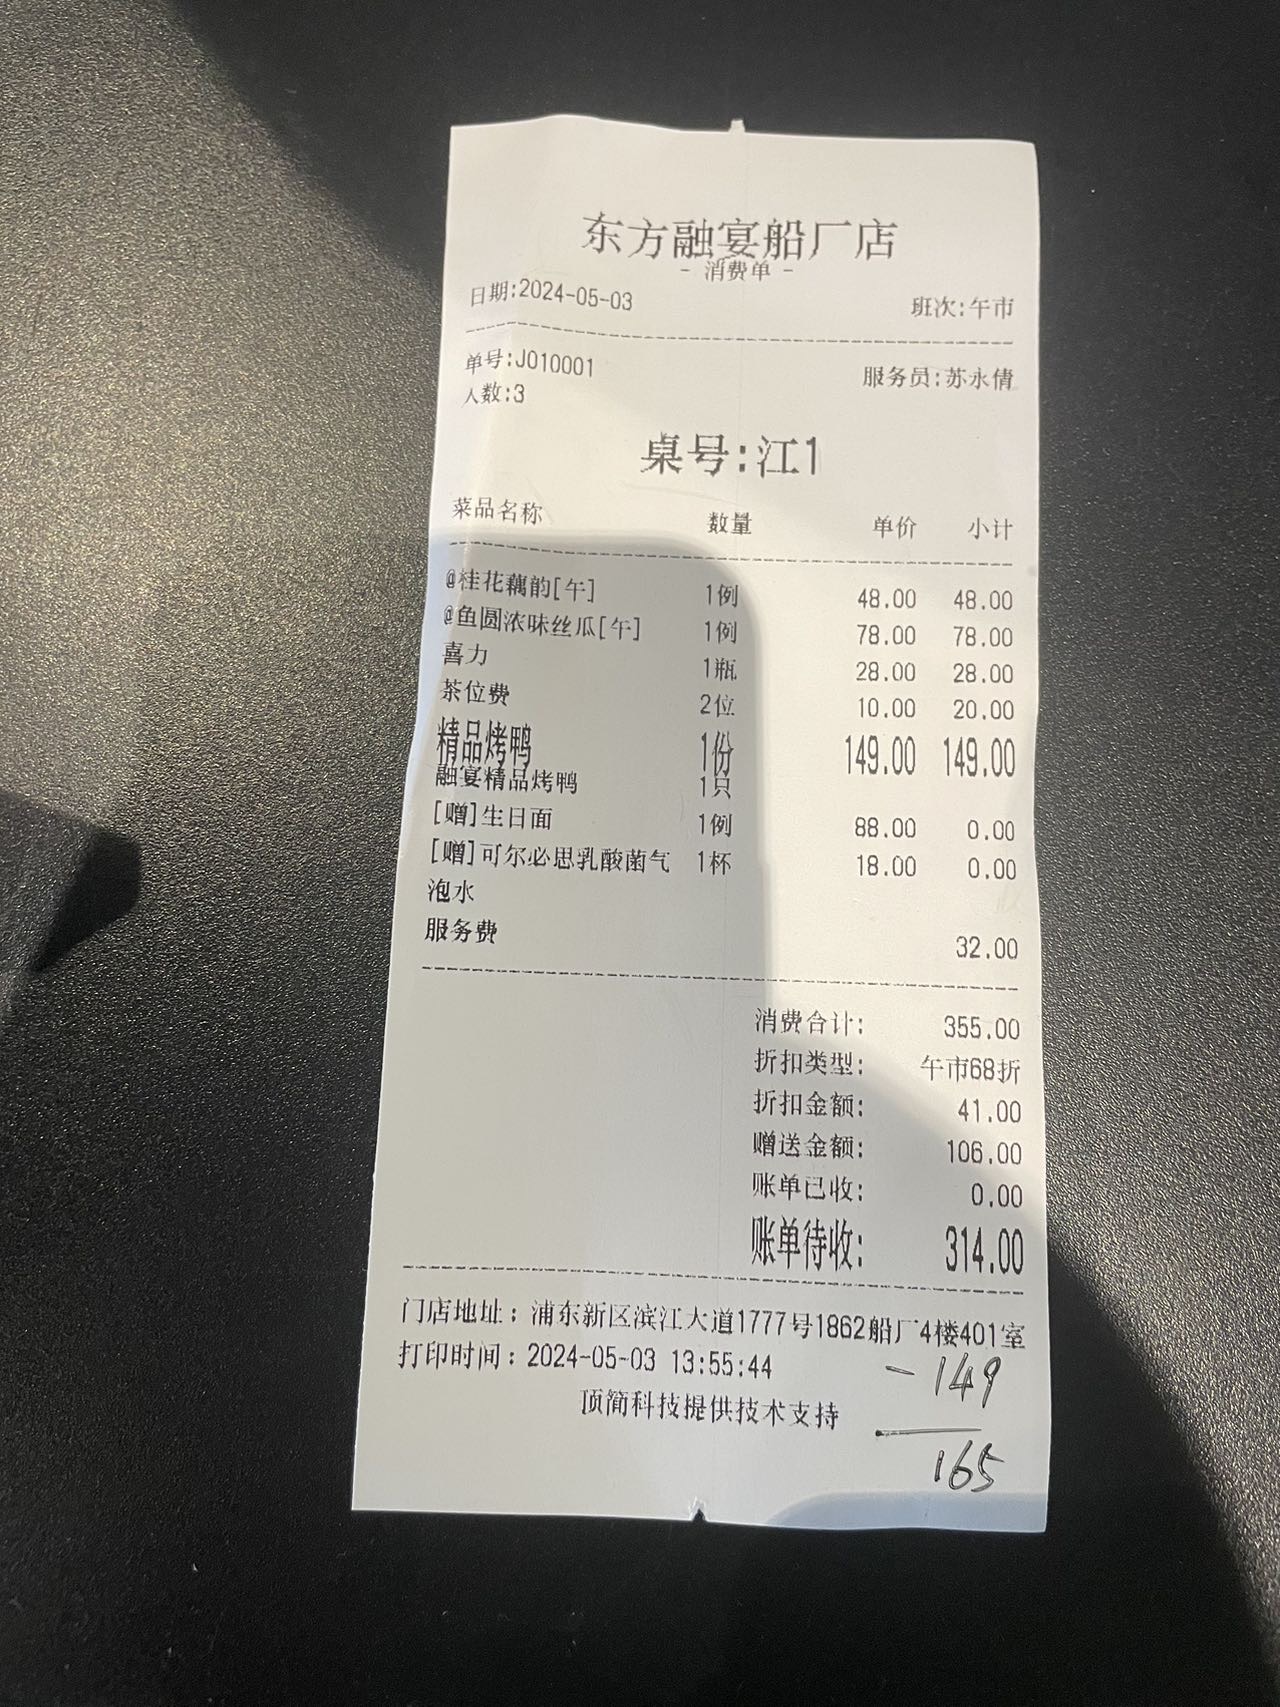 东方融宴船厂店
- 消费单 -
日期:2024-05-03 班次:午市
单号:J010001 服务员:苏永倩
人数:3
桌号:江1
菜品名称 数量 单价 小计
@桂花藕韵[午] 1例 48.00 48.00
@鱼圆浓味丝瓜[午] 1例 78.00 78.00
喜力 1瓶 28.00 28.00
茶位费 2位 10.00 20.00
精品烤鸭 1份 149.00 149.00
融宴精品烤鸭 1只
[赠]生日面 1例 88.00 0.00
[赠]可尔必思乳酸菌气 1杯 18.00 0.00
泡水
服务费 32.00
消费合计: 355.00
折扣类型: 午市68折
折扣金额: 41.00
赠送金额: 106.00
账单已收: 0.00
账单待收: 314.00
门店地址：浦东新区滨江大道1777号1862船厂4楼401室
打印时间：2024-05-03 13:55:44
顶简科技提供技术支持
-149
165